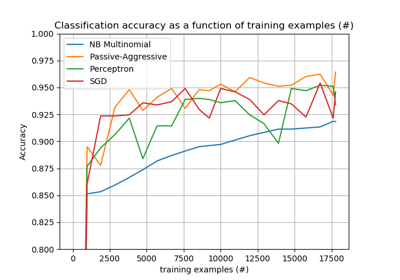 Classification accuracy as a function of training examples (#)
1.000
0.975
0.950
0.925
0.900
0.875
0.850
0.825
0.800
Accuracy
NB Multinomial
Passive-Aggressive
Perceptron
SGD
0 2500 5000 7500 10000 12500 15000 17500
training examples (#)